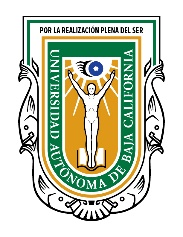 POR LA REALIZACIÓN PLENA DEL SER
UNIVERSIDAD AUTÓNOMA DE BAJA CALIFORNIA